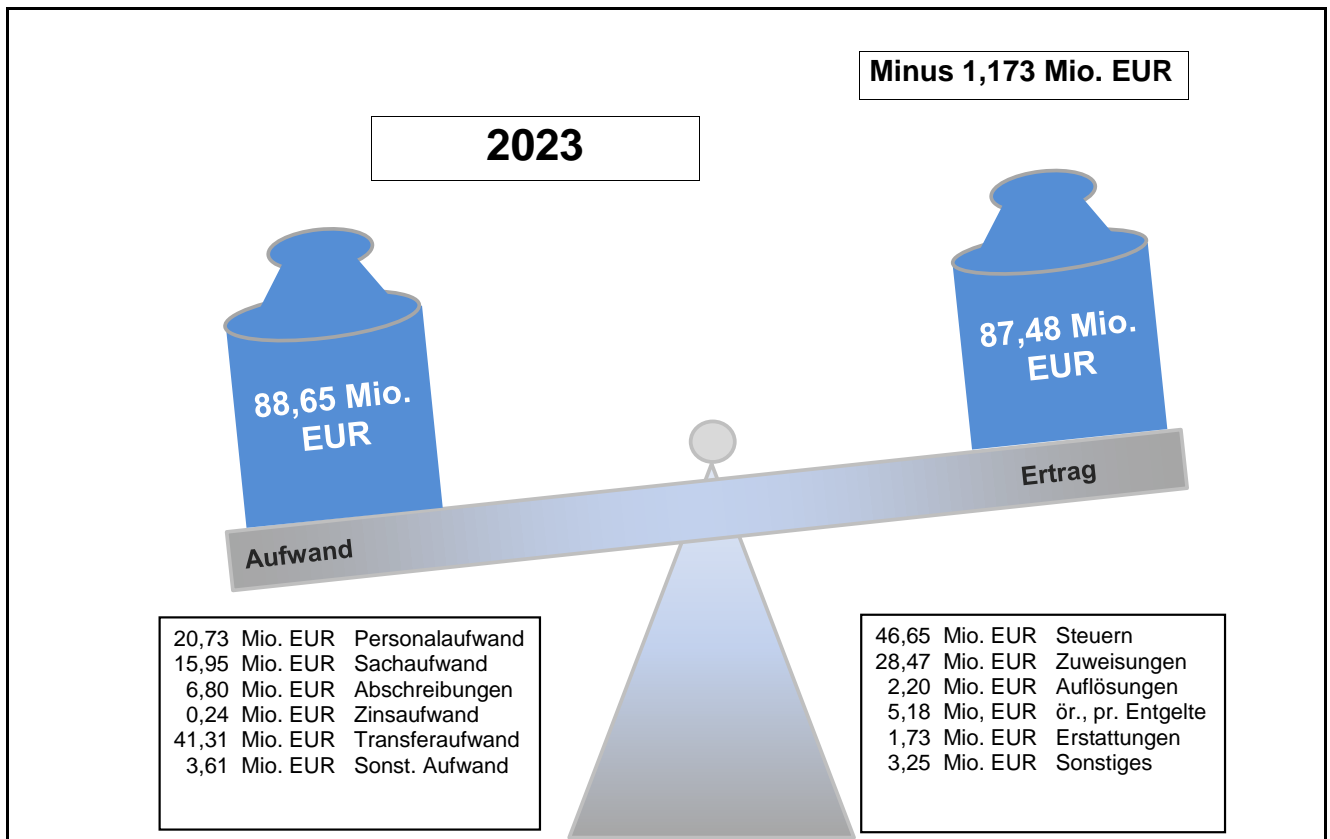 Minus 1,173 Mio. EUR
2023
88,65 Mio.
EUR
87,48 Mio.
EUR
Aufwand
Ertrag
20,73 Mio. EUR Personalaufwand
15,95 Mio. EUR Sachaufwand
6,80 Mio. EUR Abschreibungen
0,24 Mio. EUR Zinsaufwand
41,31 Mio. EUR Transferaufwand
3,61 Mio. EUR Sonst. Aufwand
46,65 Mio. EUR Steuern
28,47 Mio. EUR Zuweisungen
2,20 Mio. EUR Auflösungen
5,18 Mio, EUR ör., pr. Entgelte
1,73 Mio. EUR Erstattungen
3,25 Mio. EUR Sonstiges